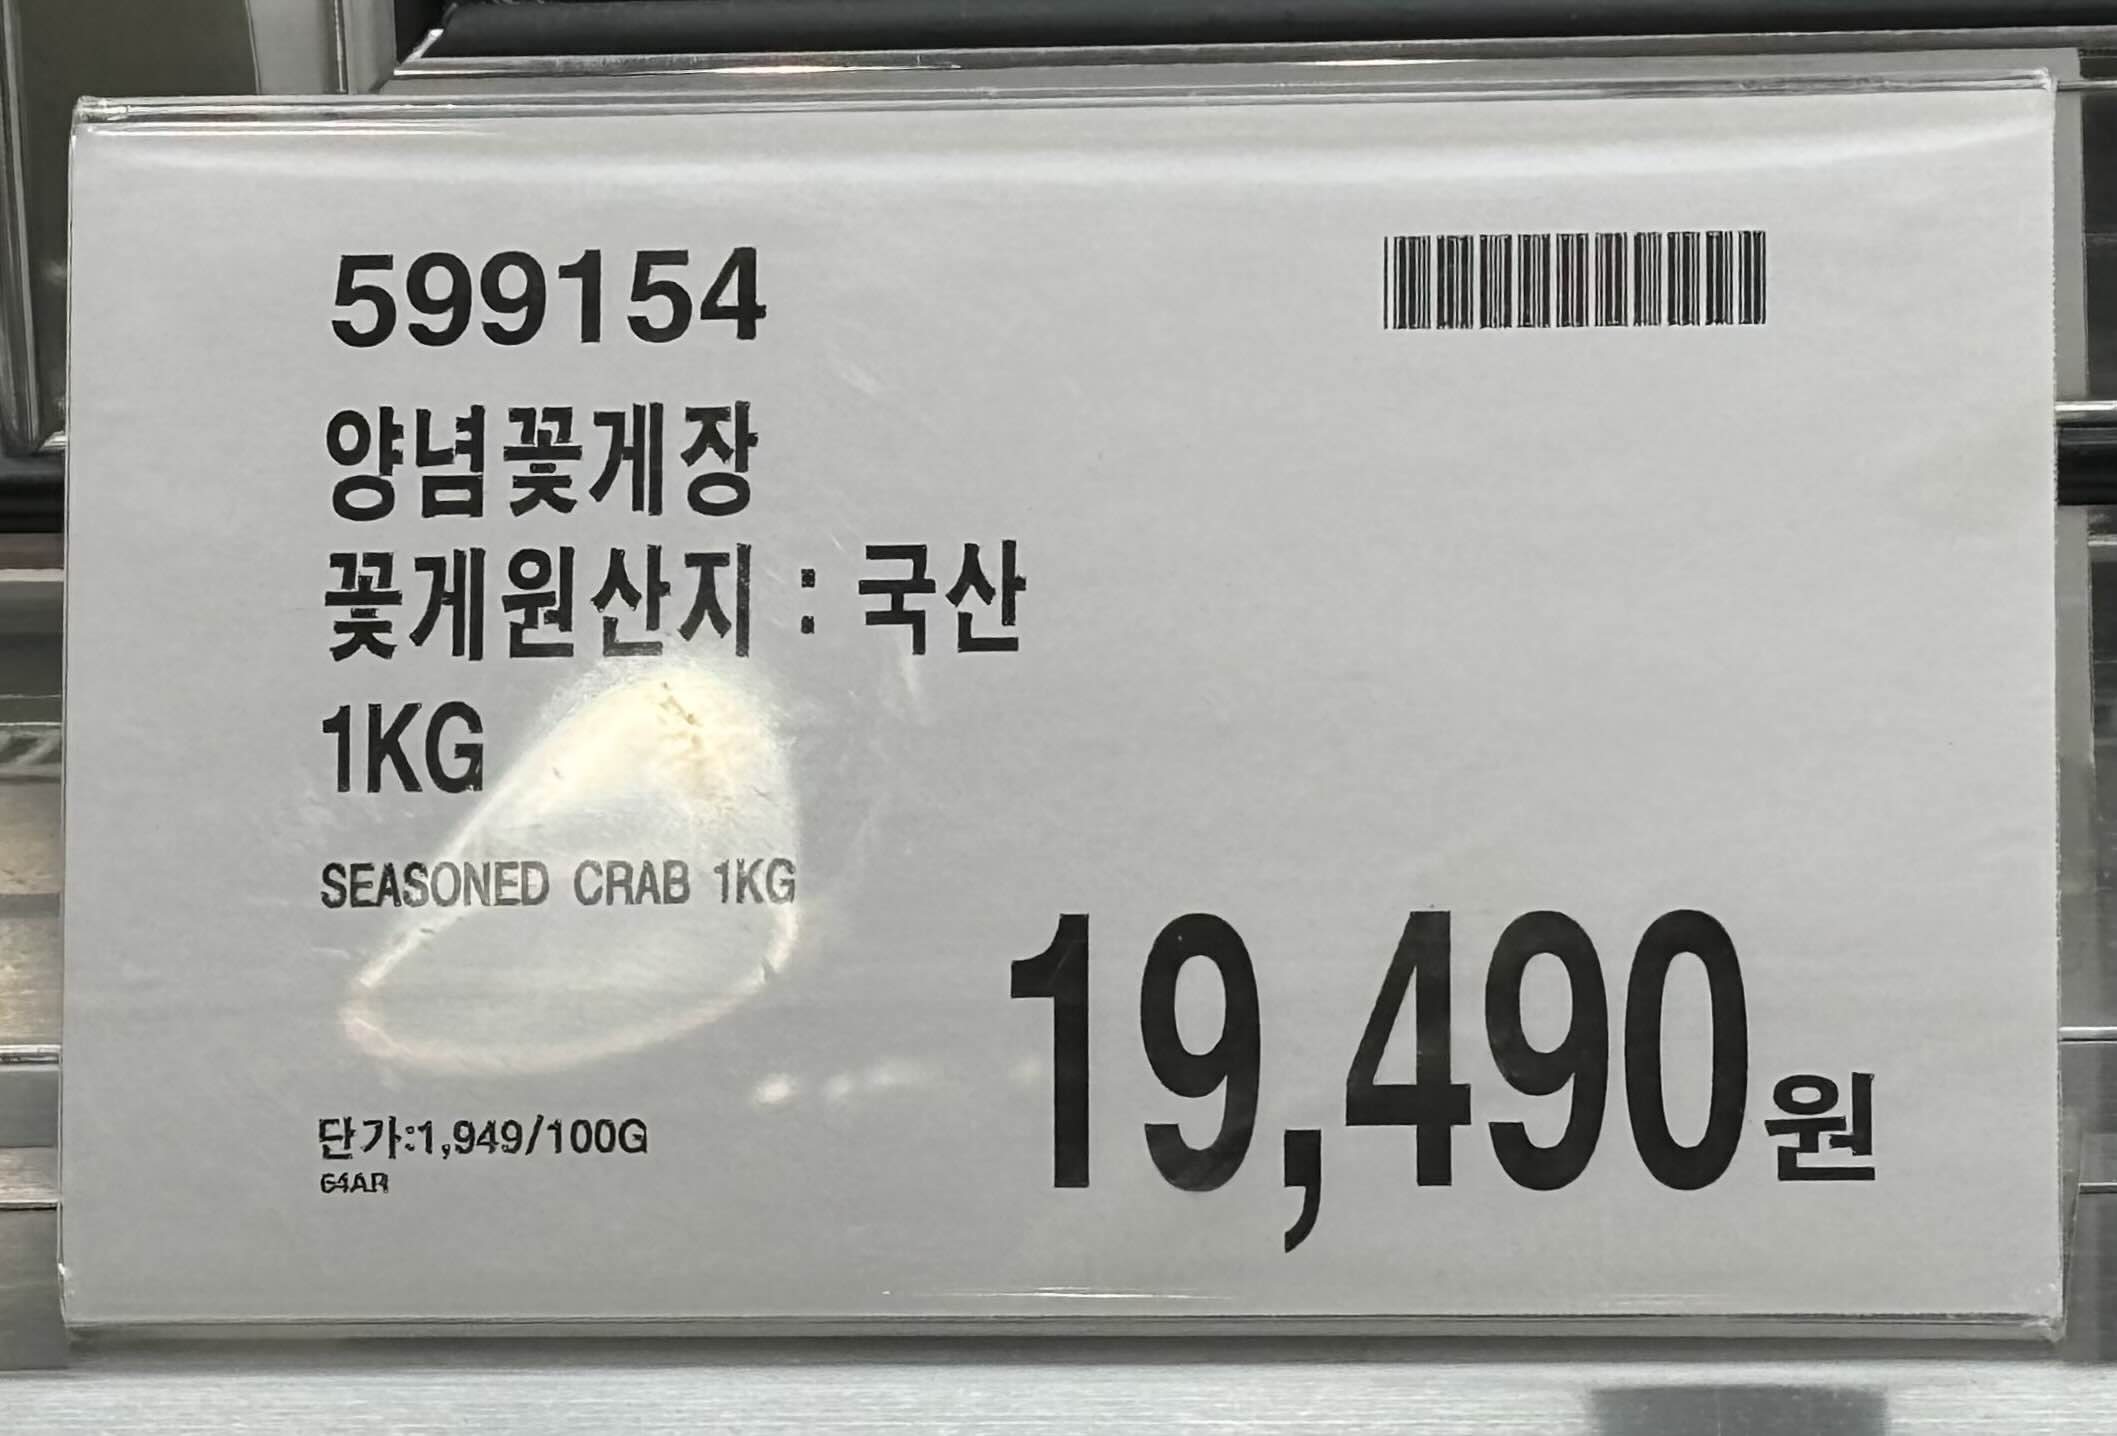 599154
양념꽃게장
꽃게원산지 : 국산
1KG
SEASONED CRAB 1KG
19,490원
단가:1,949/100G